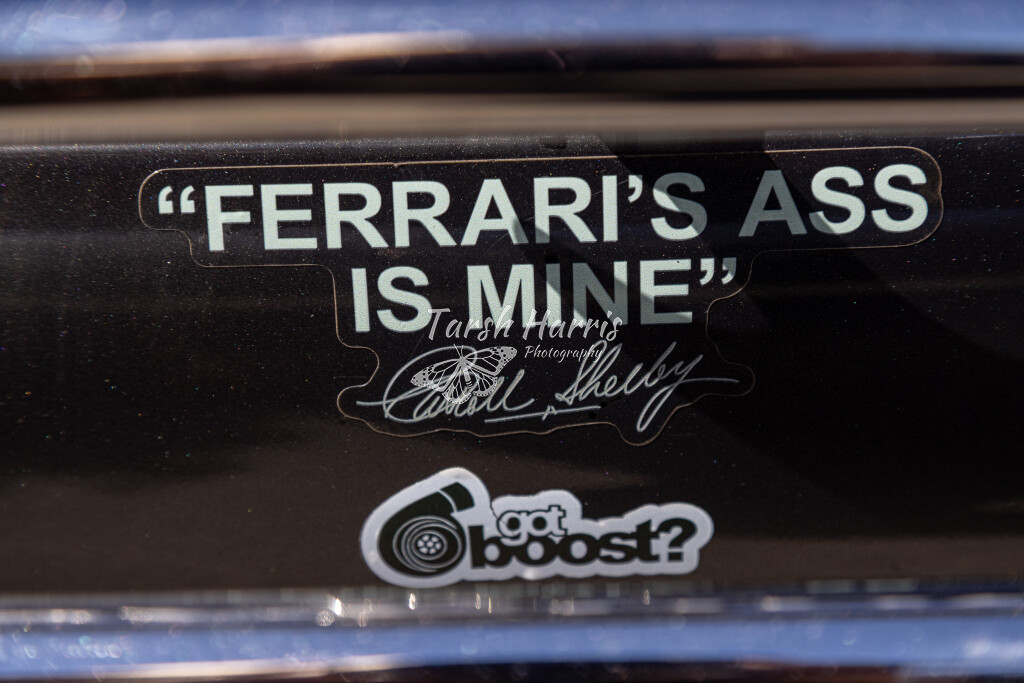 “FERRARI’S ASS
IS MINE”
Tarsh Harris
Photography
Carroll Shelby
got
boost?